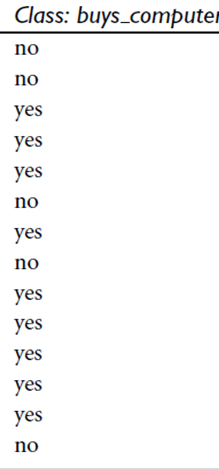 Class: buys_computer
no
no
yes
yes
yes
no
yes
no
yes
yes
yes
yes
yes
no